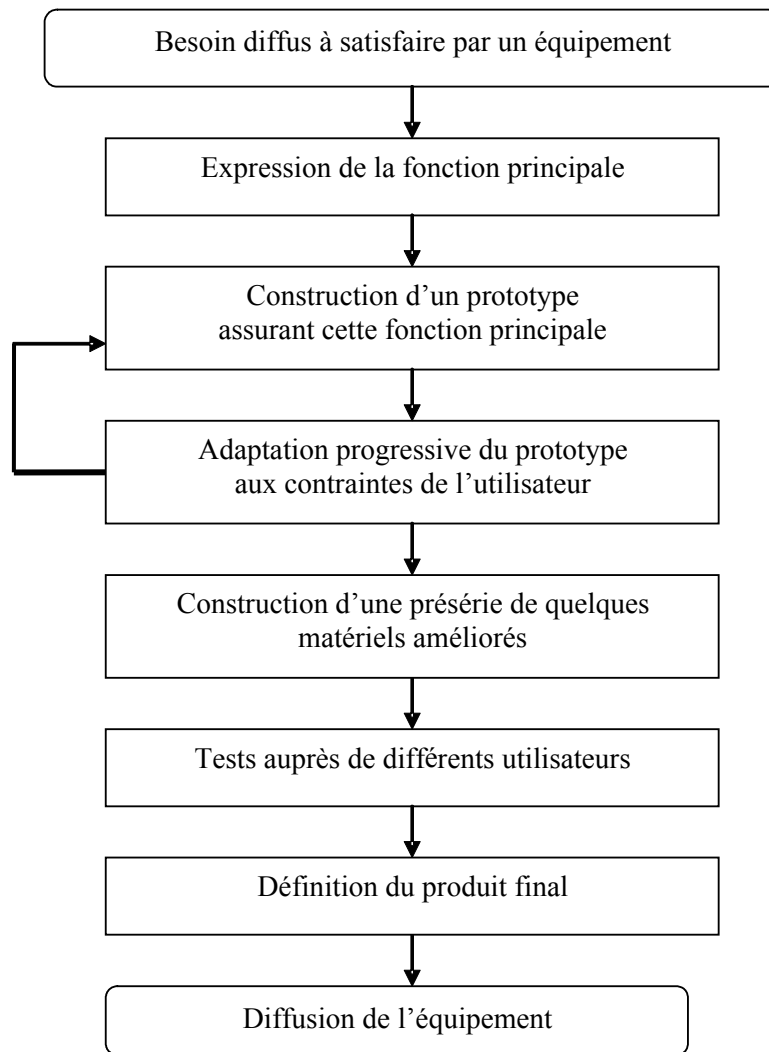 Besoin diffus à satisfaire par un équipement
Expression de la fonction principale
Construction d’un prototype
assurant cette fonction principale
Adaptation progressive du prototype
aux contraintes de l’utilisateur
Construction d’une présérie de quelques
matériels améliorés
Tests auprès de différents utilisateurs
Définition du produit final
Diffusion de l’équipement